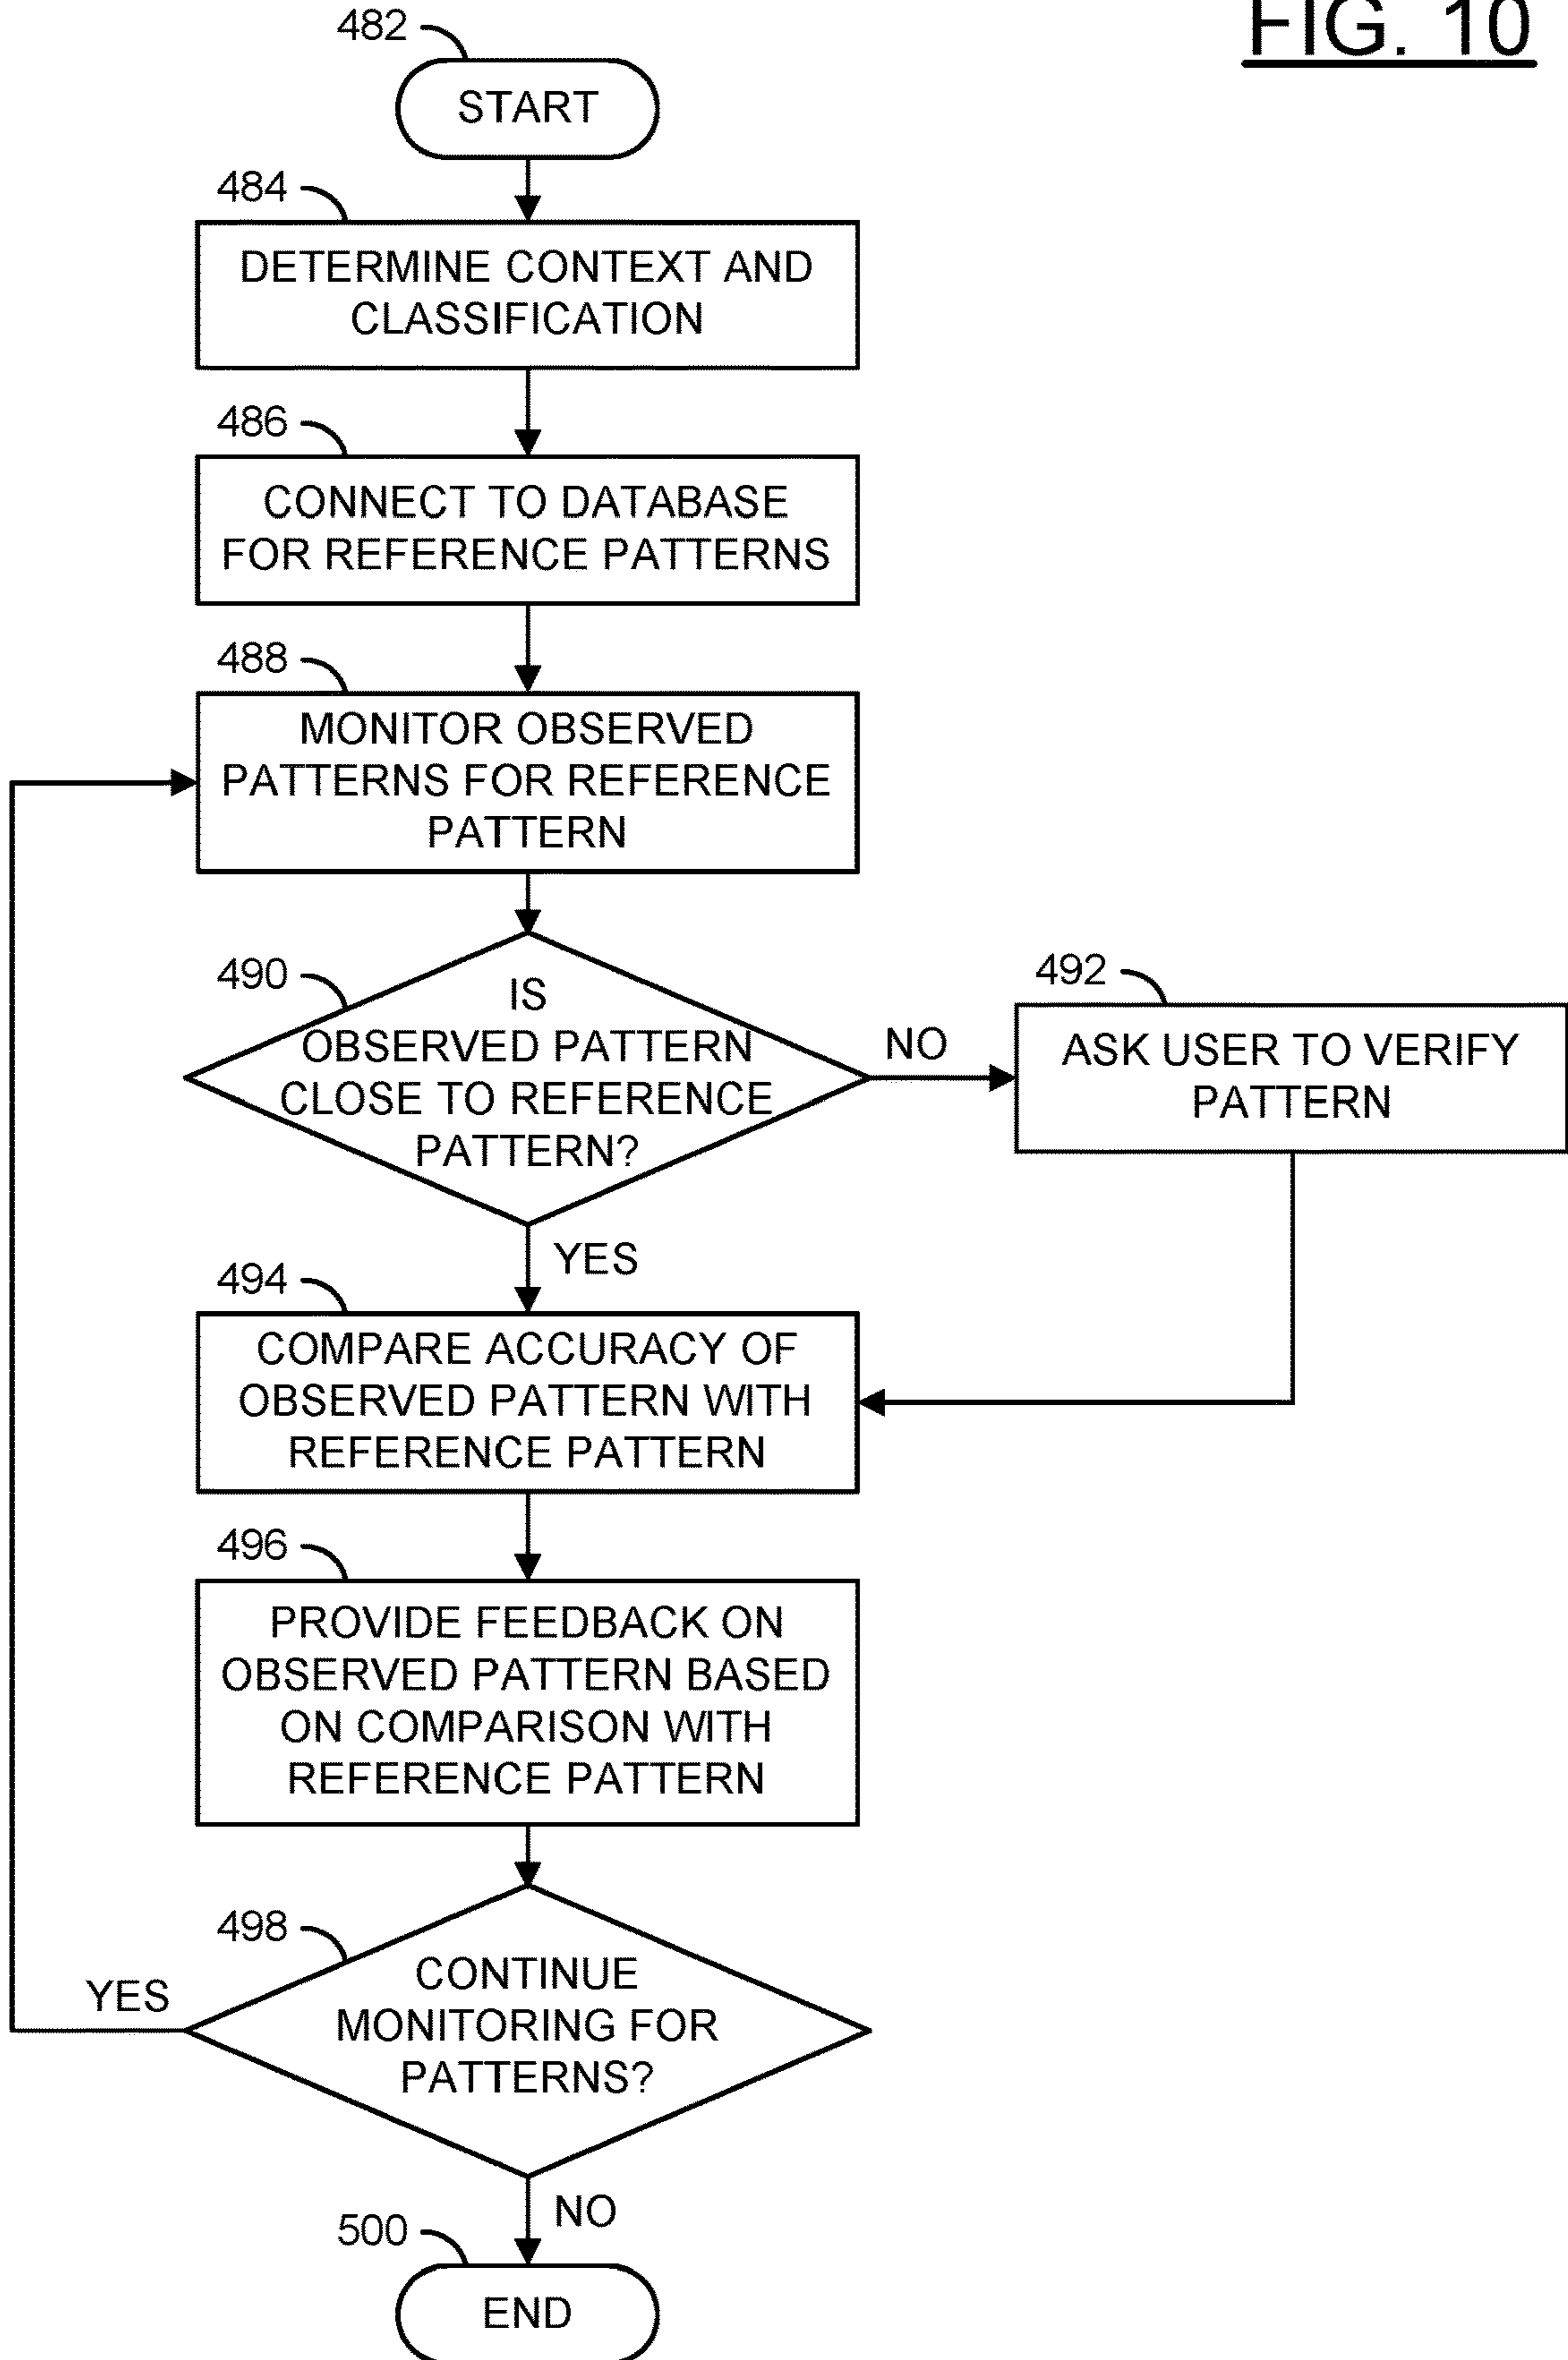 FIG. 10
482
START
484
DETERMINE CONTEXT AND
CLASSIFICATION
486
CONNECT TO DATABASE
FOR REFERENCE PATTERNS
488
MONITOR OBSERVED
PATTERNS FOR REFERENCE
PATTERN
490
IS
OBSERVED PATTERN
CLOSE TO REFERENCE
PATTERN?
NO
492
ASK USER TO VERIFY
PATTERN
YES
494
COMPARE ACCURACY OF
OBSERVED PATTERN WITH
REFERENCE PATTERN
496
PROVIDE FEEDBACK ON
OBSERVED PATTERN BASED
ON COMPARISON WITH
REFERENCE PATTERN
498
CONTINUE
MONITORING FOR
PATTERNS?
YES
NO
500
END